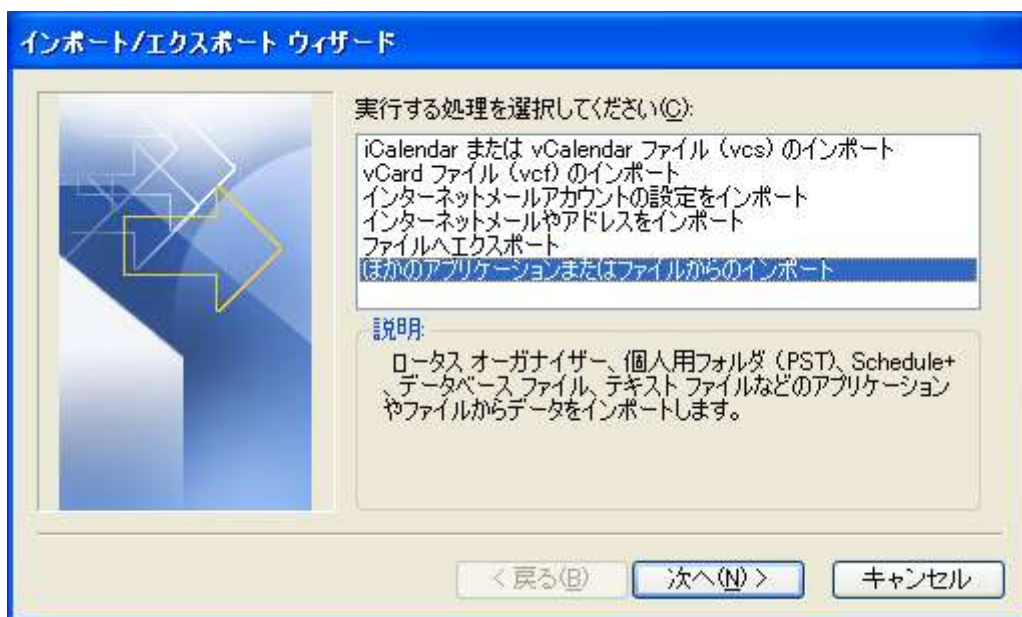 インポート/エクスポート ウィザード
実行する処理を選択してください(C):
iCalendar または vCalendar ファイル (vcs) のインポート
vCard ファイル (vcf) のインポート
インターネットメールアカウントの設定をインポート
インターネットメールやアドレスをインポート
ファイルへエクスポート
ほかのアプリケーションまたはファイルからのインポート
説明:
ロータス オーガナイザー、個人用フォルダ (PST)、Schedule+
、データベース ファイル、テキスト ファイルなどのアプリケーション
やファイルからデータをインポートします。
< 戻る(B)
次へ(N) >
キャンセル